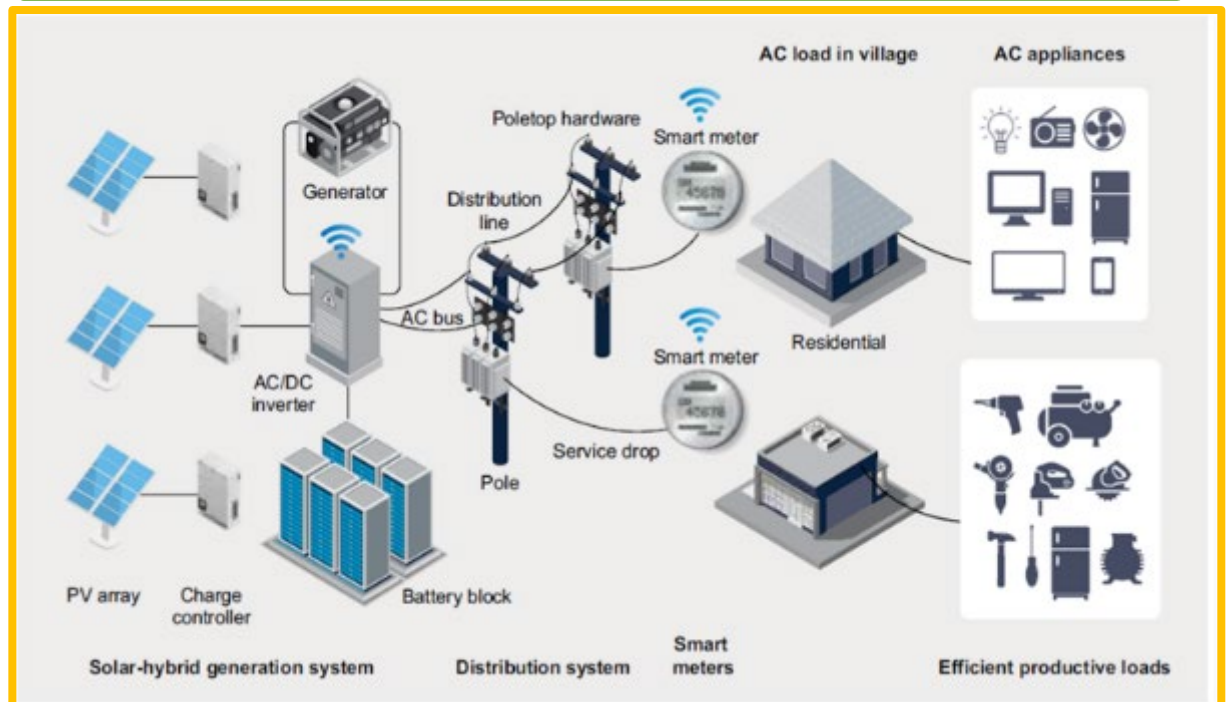 AC load in village
AC appliances
Poletop hardware
Smart meter
Generator
Distribution
line
45678
AC bus
Residential
Smart meter
AC/DC
inverter
45678
Service drop
Pole
PV array
Charge
controller
Battery block
Solar-hybrid generation system
Distribution system
Smart
meters
Efficient productive loads